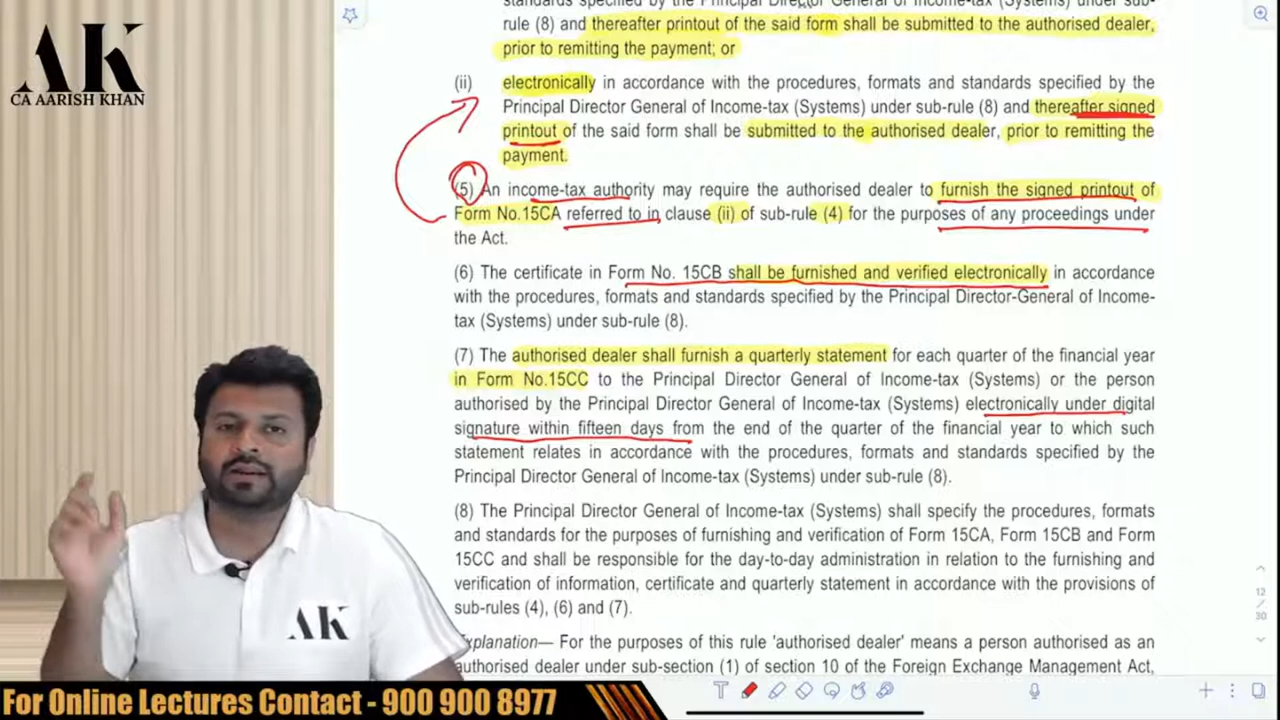 standards specified by the Principal Director General of Income-tax (Systems) under sub-
rule (8) and thereafter printout of the said form shall be submitted to the authorised dealer,
prior to remitting the payment; or
(ii) electronically in accordance with the procedures, formats and standards specified by the
Principal Director General of Income-tax (Systems) under sub-rule (8) and thereafter signed
printout of the said form shall be submitted to the authorised dealer, prior to remitting the
payment.
(5) An income-tax authority may require the authorised dealer to furnish the signed printout of
Form No.15CA referred to in clause (ii) of sub-rule (4) for the purposes of any proceedings under
the Act.
(6) The certificate in Form No. 15CB shall be furnished and verified electronically in accordance
with the procedures, formats and standards specified by the Principal Director-General of Income-
tax (Systems) under sub-rule (8).
(7) The authorised dealer shall furnish a quarterly statement for each quarter of the financial year
in Form No.15CC to the Principal Director General of Income-tax (Systems) or the person
authorised by the Principal Director General of Income-tax (Systems) electronically under digital
signature within fifteen days from the end of the quarter of the financial year to which such
statement relates in accordance with the procedures, formats and standards specified by the
Principal Director General of Income-tax (Systems) under sub-rule (8).
(8) The Principal Director General of Income-tax (Systems) shall specify the procedures, formats
and standards for the purposes of furnishing and verification of Form 15CA, Form 15CB and Form
15CC and shall be responsible for the day-to-day administration in relation to the furnishing and
verification of information, certificate and quarterly statement in accordance with the provisions of
sub-rules (4), (6) and (7).
Explanation— For the purposes of this rule 'authorised dealer' means a person authorised as an
authorised dealer under sub-section (1) of section 10 of the Foreign Exchange Management Act,
AK
CA AARISH KHAN
AK
12
/
30
T
For Online Lectures Contact - 900 900 8977